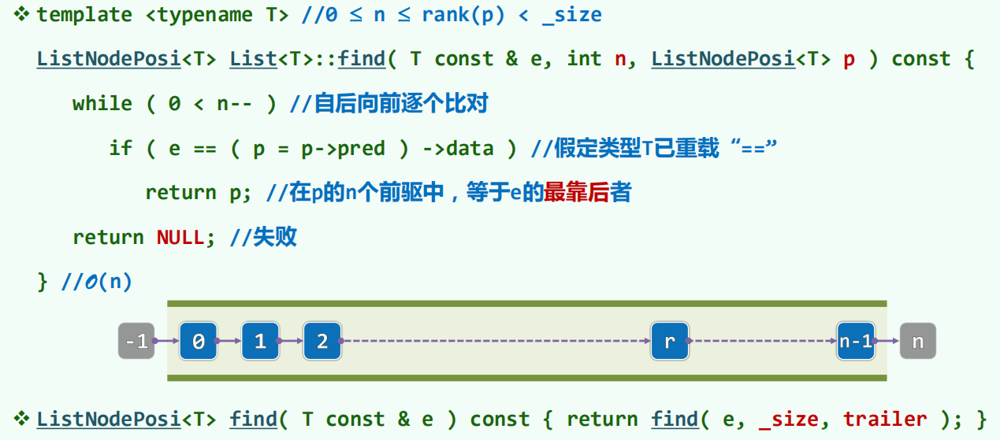 ❖ template <typename T> //0 ≤ n ≤ rank(p) < _size
ListNodePosi<T> List<T>::find( T const & e, int n, ListNodePosi<T> p ) const {
while ( 0 < n-- ) //自后向前逐个比对
if ( e == ( p = p->pred ) ->data ) //假定类型T已重载“==”
return p; //在p的n个前驱中，等于e的最靠后者
return NULL; //失败
} //O(n)
-1 0 1 2 r n-1 n
❖ ListNodePosi<T> find( T const & e ) const { return find( e, _size, trailer ); }